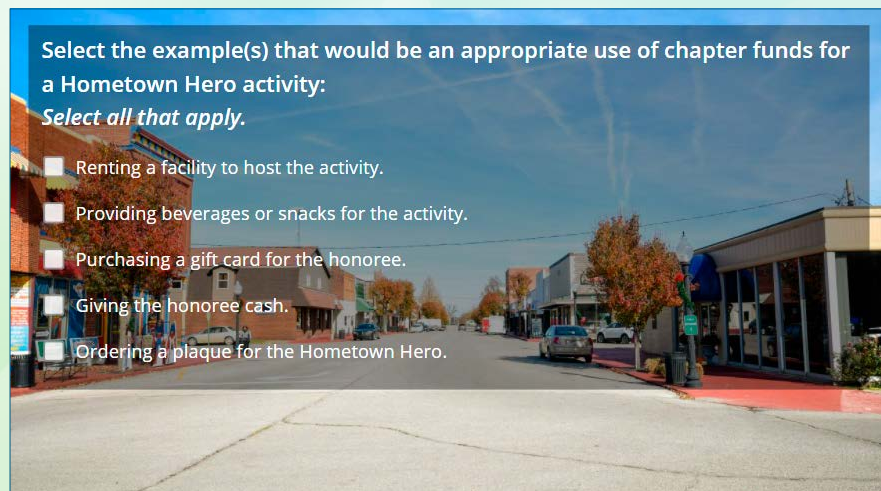 Select the example(s) that would be an appropriate use of chapter funds for
a Hometown Hero activity:
Select all that apply.
Renting a facility to host the activity.
Providing beverages or snacks for the activity.
Purchasing a gift card for the honoree.
Giving the honoree cash.
Ordering a plaque for the Hometown Hero.